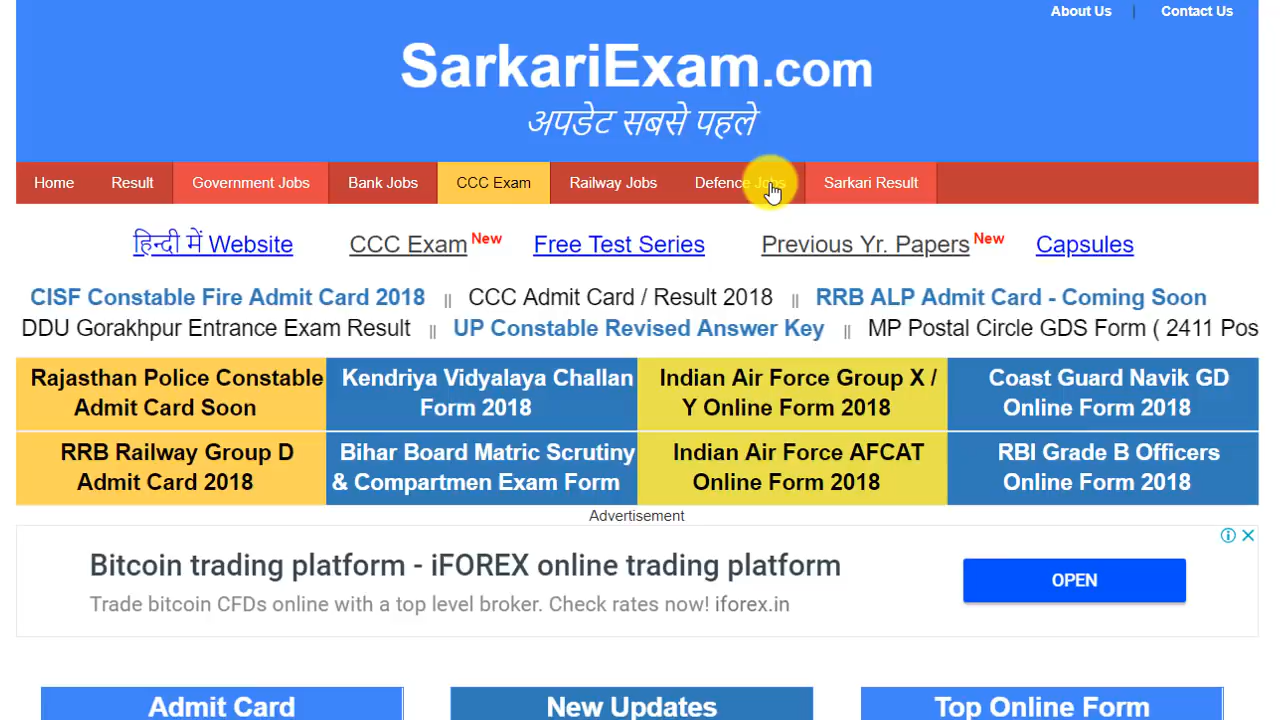 About Us | Contact Us
SarkariExam.com
अपडेट सबसे पहले
Home Result Government Jobs Bank Jobs CCC Exam Railway Jobs Defence Jobs Sarkari Result
हिन्दी में Website CCC Exam New Free Test Series Previous Yr. Papers New Capsules
CISF Constable Fire Admit Card 2018 || CCC Admit Card / Result 2018 || RRB ALP Admit Card - Coming Soon
DDU Gorakhpur Entrance Exam Result || UP Constable Revised Answer Key || MP Postal Circle GDS Form ( 2411 Pos
Rajasthan Police Constable Kendriya Vidyalaya Challan Indian Air Force Group X / Coast Guard Navik GD
Admit Card Soon Form 2018 Y Online Form 2018 Online Form 2018
RRB Railway Group D Bihar Board Matric Scrutiny Indian Air Force AFCAT RBI Grade B Officers
Admit Card 2018 & Compartmen Exam Form Online Form 2018 Online Form 2018
Advertisement
Bitcoin trading platform - iFOREX online trading platform
Trade bitcoin CFDs online with a top level broker. Check rates now! iforex.in
OPEN
Admit Card New Updates Top Online Form